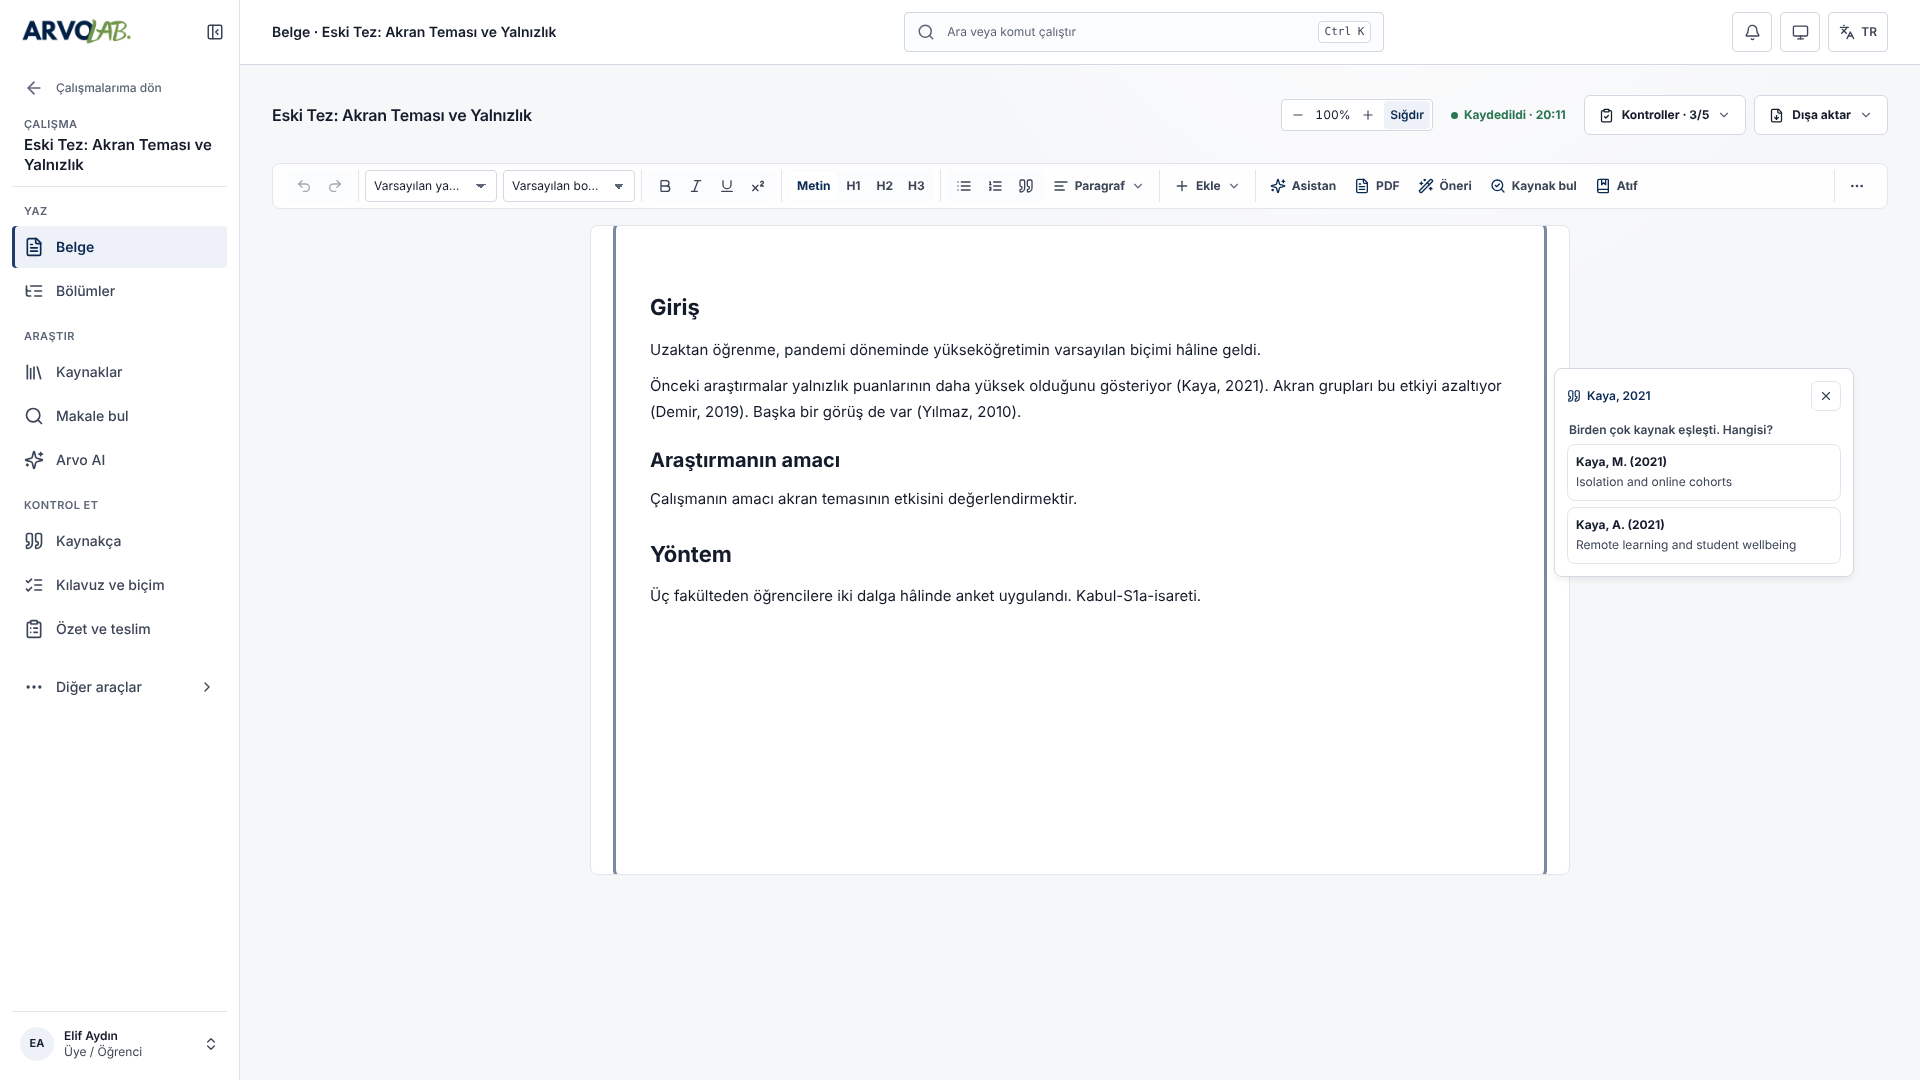 ARVOLAB.
Çalışmalarıma dön
ÇALIŞMA
Eski Tez: Akran Teması ve
Yalnızlık
YAZ
Belge
Bölümler
ARAŞTIR
Kaynaklar
Makale bul
Arvo AI
KONTROL ET
Kaynakça
Kılavuz ve biçim
Özet ve teslim
Diğer araçlar
EA
Elif Aydın
Üye / Öğrenci
Belge · Eski Tez: Akran Teması ve Yalnızlık
Ara veya komut çalıştır
Ctrl K
TR
Eski Tez: Akran Teması ve Yalnızlık
100%
Sığdır
Kaydedildi · 20:11
Kontroller · 3/5
Dışa aktar
Varsayılan ya...
Varsayılan bo...
B I U x²
Metin H1 H2 H3
Paragraf
Ekle
Asistan
PDF
Öneri
Kaynak bul
Atıf
Giriş
Uzaktan öğrenme, pandemi döneminde yükseköğretimin varsayılan biçimi hâline geldi.
Önceki araştırmalar yalnızlık puanlarının daha yüksek olduğunu gösteriyor (Kaya, 2021). Akran grupları bu etkiyi azaltıyor
(Demir, 2019). Başka bir görüş de var (Yılmaz, 2010).
Araştırmanın amacı
Çalışmanın amacı akran temasının etkisini değerlendirmektir.
Yöntem
Üç fakülteden öğrencilere iki dalga hâlinde anket uygulandı. Kabul-S1a-isareti.
Kaya, 2021
Birden çok kaynak eşleşti. Hangisi?
Kaya, M. (2021)
Isolation and online cohorts
Kaya, A. (2021)
Remote learning and student wellbeing